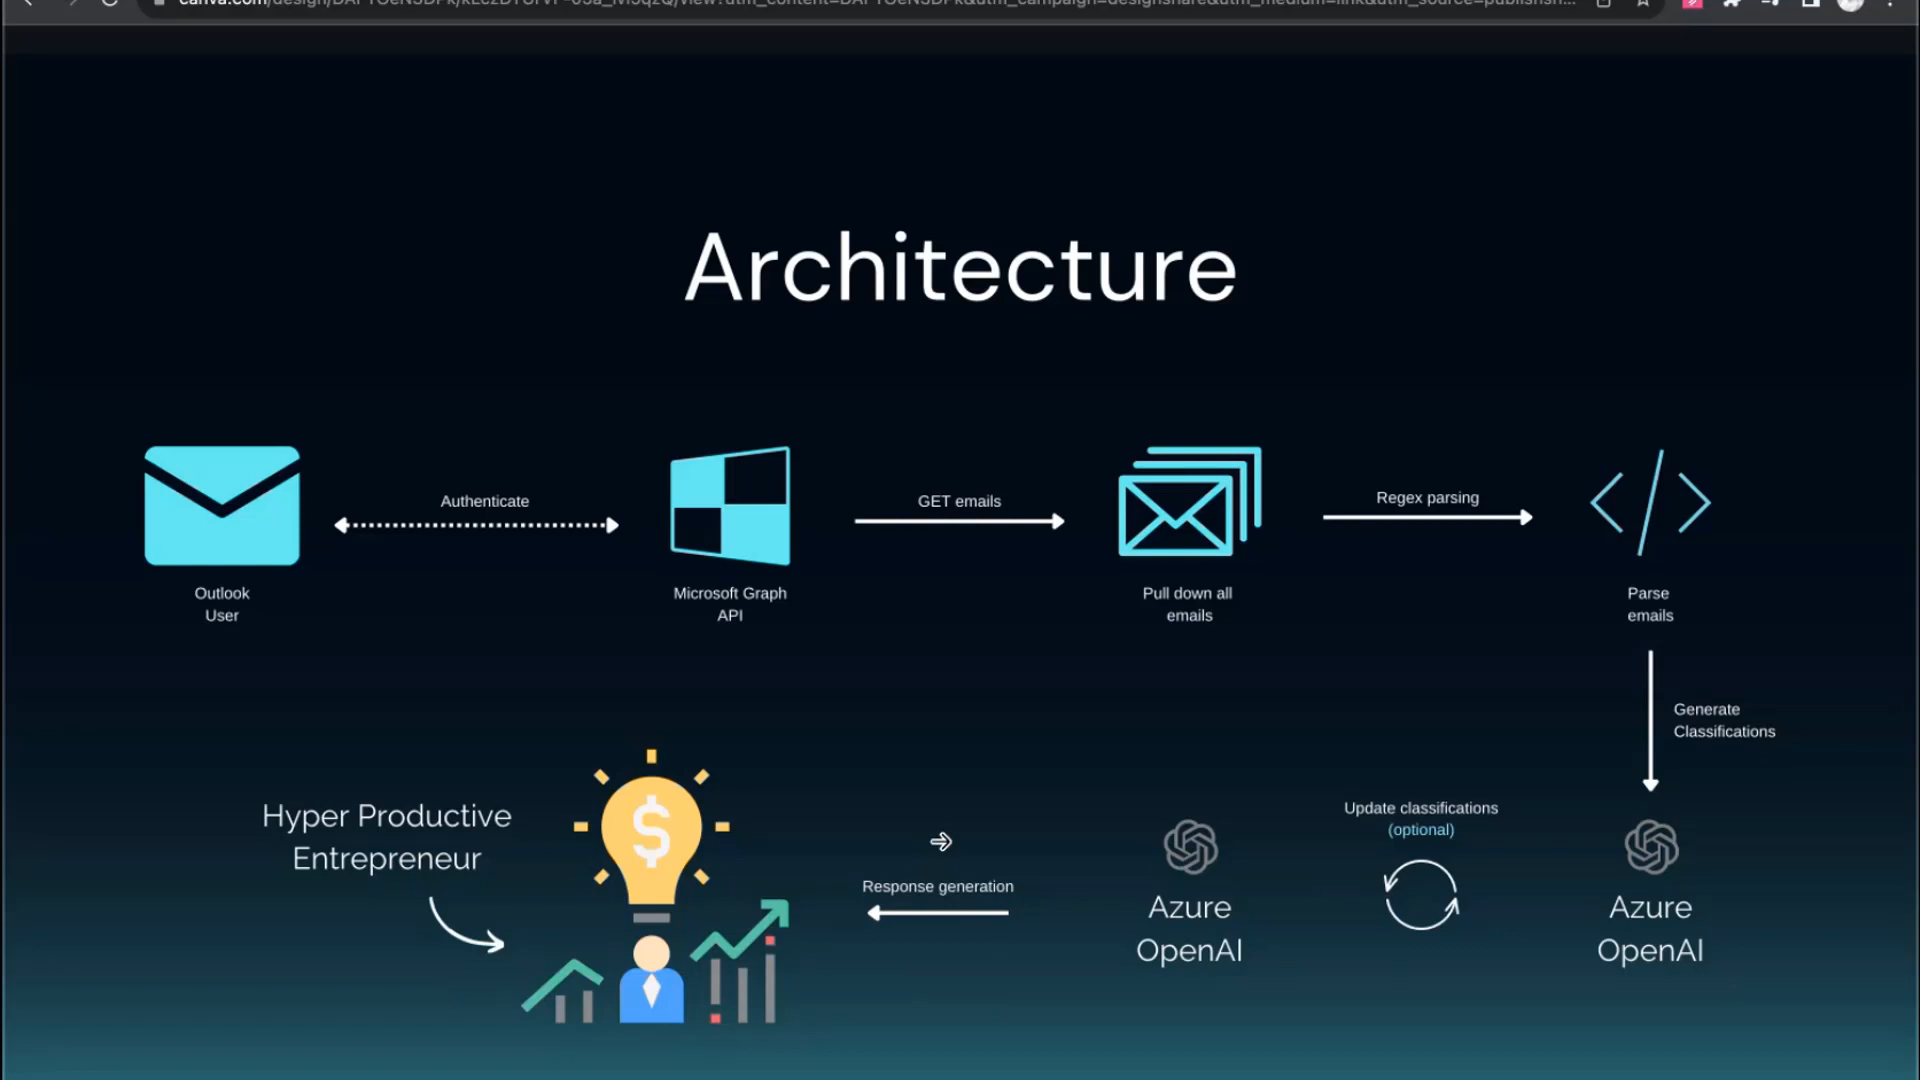 Architecture
Authenticate
GET emails
Regex parsing
Outlook
User
Microsoft Graph
API
Pull down all
emails
Parse
emails
Generate
Classifications
Hyper Productive
Entrepreneur
$
Response generation
Update classifications
(optional)
Azure
OpenAI
Azure
OpenAI